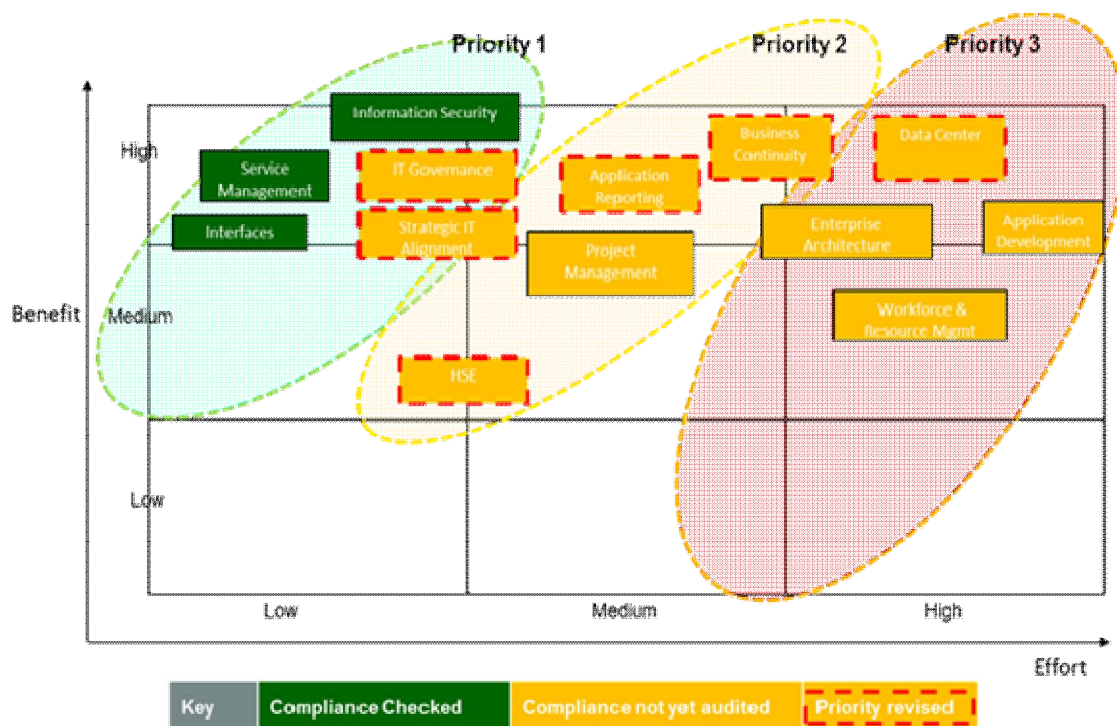 Priority 1
Priority 2
Priority 3
High
Information Security
Service
Management
IT Governance
Application
Reporting
Business
Continuity
Data Center
Interfaces
Strategic IT
Alignment
Project
Management
Enterprise
Architecture
Application
Development
Benefit
Medium
Workforce &
Resource Mgmt
HSE
Low
Low
Medium
High
Effort
Key
Compliance Checked
Compliance not yet audited
Priority revised